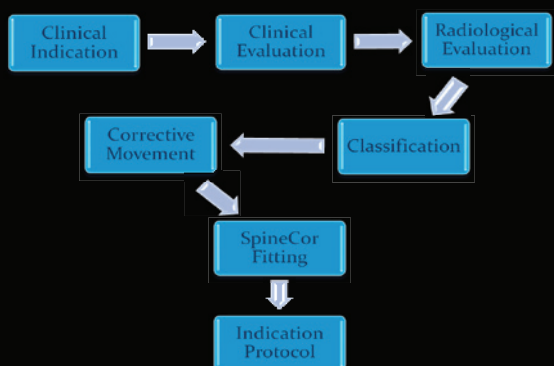 Clinical
Indication
Clinical
Evaluation
Radiological
Evaluation
Classification
Corrective
Movement
SpineCor
Fitting
Indication
Protocol